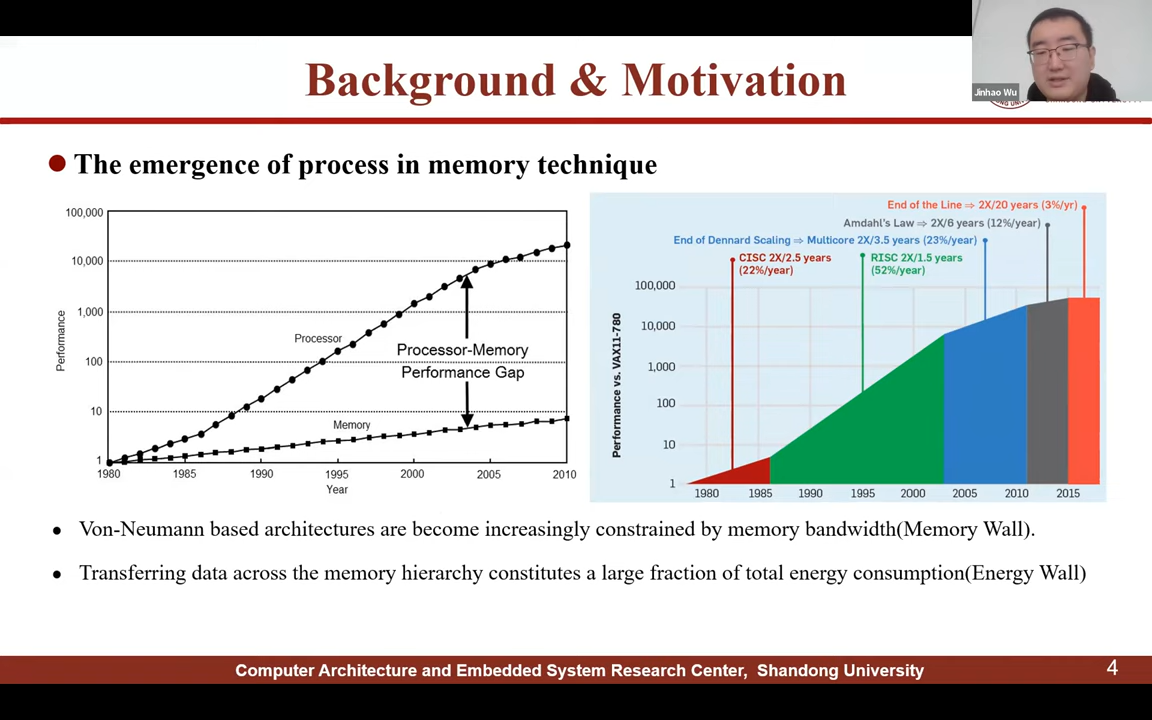 Background & Motivation
Jinhao Wu
The emergence of process in memory technique
100,000
10,000
1,000
100
10
1
Performance
Processor
Processor-Memory
Performance Gap
Memory
1980 1985 1990 1995 2000 2005 2010
Year
End of the Line ⇒ 2X/20 years (3%/yr)
Amdahl's Law ⇒ 2X/6 years (12%/year)
End of Dennard Scaling ⇒ Multicore 2X/3.5 years (23%/year)
CISC 2X/2.5 years
(22%/year)
RISC 2X/1.5 years
(52%/year)
100,000
10,000
1,000
100
10
1
Performance vs. VAX11-780
1980 1985 1990 1995 2000 2005 2010 2015
Von-Neumann based architectures are become increasingly constrained by memory bandwidth(Memory Wall).
Transferring data across the memory hierarchy constitutes a large fraction of total energy consumption(Energy Wall)
Computer Architecture and Embedded System Research Center, Shandong University
4